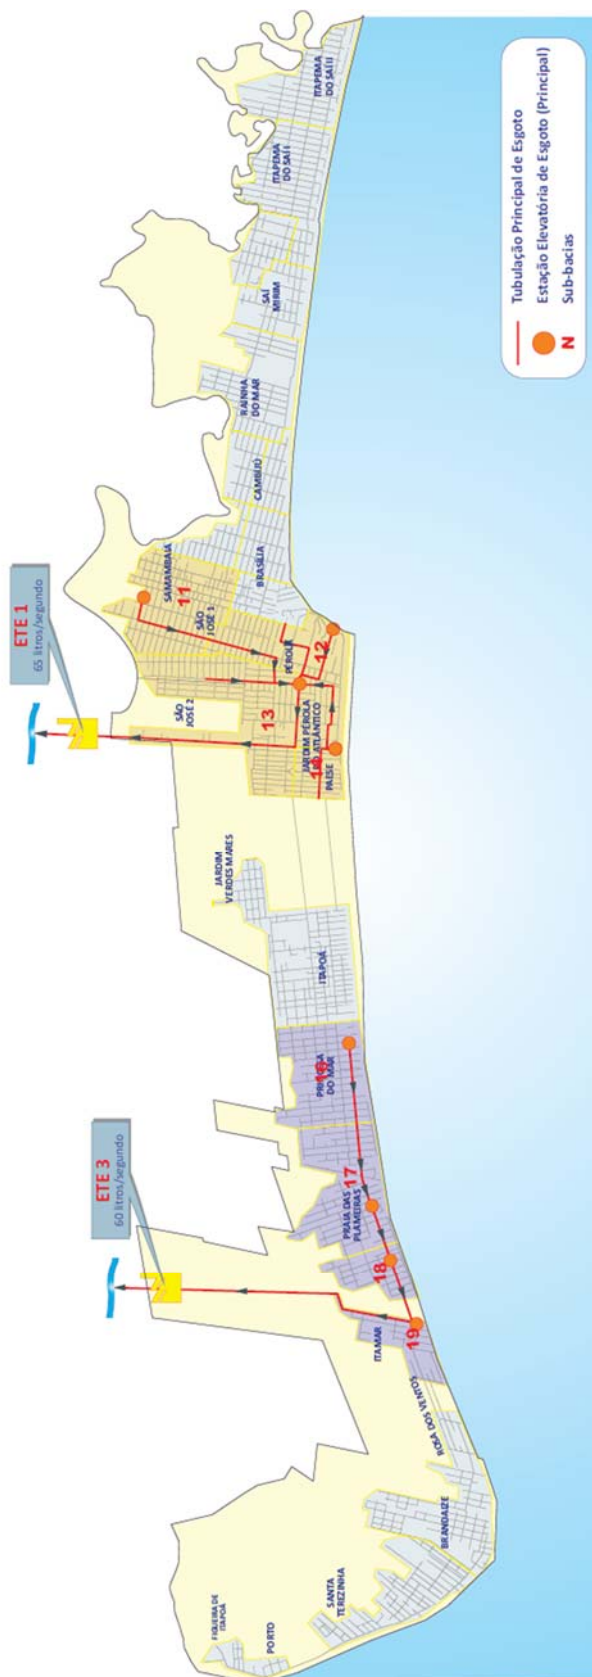 ETE 3
60 litros/segundo
ETE 1
65 litros/segundo
FIGUEIRA DE
ITAPOÁ
PORTO
SANTA
TEREZINHA
BRANDALIZE
ROSA DOS VENTOS
ITAMAR
19
18
PRAIA DAS
PLAMEIRAS
17
16
DO MAR
ITAPOÁ
JARDIM
VERDES MARES
SÃO
JOSÉ 2
13
JARDIM PÉROLA
ATLÂNTICO
PAESE
PÉROLA
12
SÃO
JOSÉ 1
11
SAMAMBAIA
BRASÍLIA
CAMBIJÚ
RAINHA
DO MAR
SAÍ
MIRIM
ITAPEMA
DO SAÍ I
ITAPEMA
DO SAÍ II
Tubulação Principal de Esgoto
Estação Elevatória de Esgoto (Principal)
N Sub-bacias